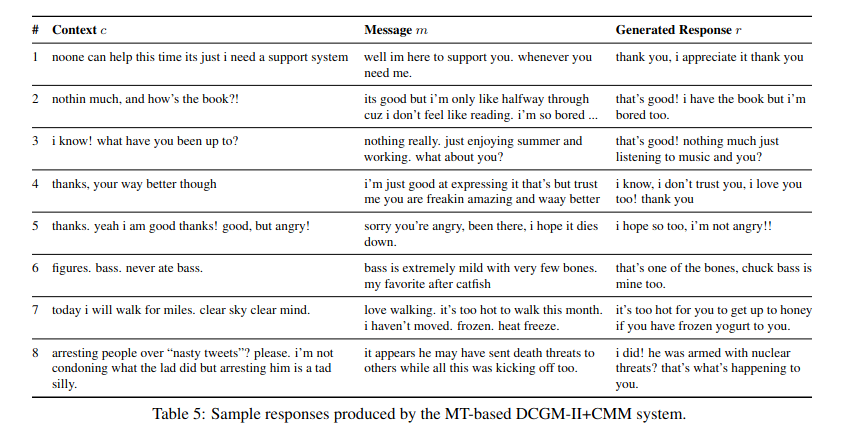 # Context c Message m Generated Response r
1 noone can help this time its just i need a support system well im here to support you. whenever you thank you, i appreciate it thank you
need me.
2 nothin much, and how's the book?! its good but i'm only like halfway through that's good! i have the book but i'm
cuz i don't feel like reading. i'm so bored ... bored too.
3 i know! what have you been up to? nothing really. just enjoying summer and that's good! nothing much just
working. what about you? listening to music and you?
4 thanks, your way better though i'm just good at expressing it that's but trust i know, i don't trust you, i love you
me you are freakin amazing and waay better too! thank you
5 thanks. yeah i am good thanks! good, but angry! sorry you're angry, been there, i hope it dies i hope so too, i'm not angry!!
down.
6 figures. bass. never ate bass. bass is extremely mild with very few bones. that's one of the bones, chuck bass is
my favorite after catfish mine too.
7 today i will walk for miles. clear sky clear mind. love walking. it's too hot to walk this month. it's too hot for you to get up to honey
i haven't moved. frozen. heat freeze. if you have frozen yogurt to you.
8 arresting people over “nasty tweets”? please. i'm not it appears he may have sent death threats to i did! he was armed with nuclear
condoning what the lad did but arresting him is a tad others while all this was kicking off too. threats? that's what's happening to
silly. you.
Table 5: Sample responses produced by the MT-based DCGM-II+CMM system.